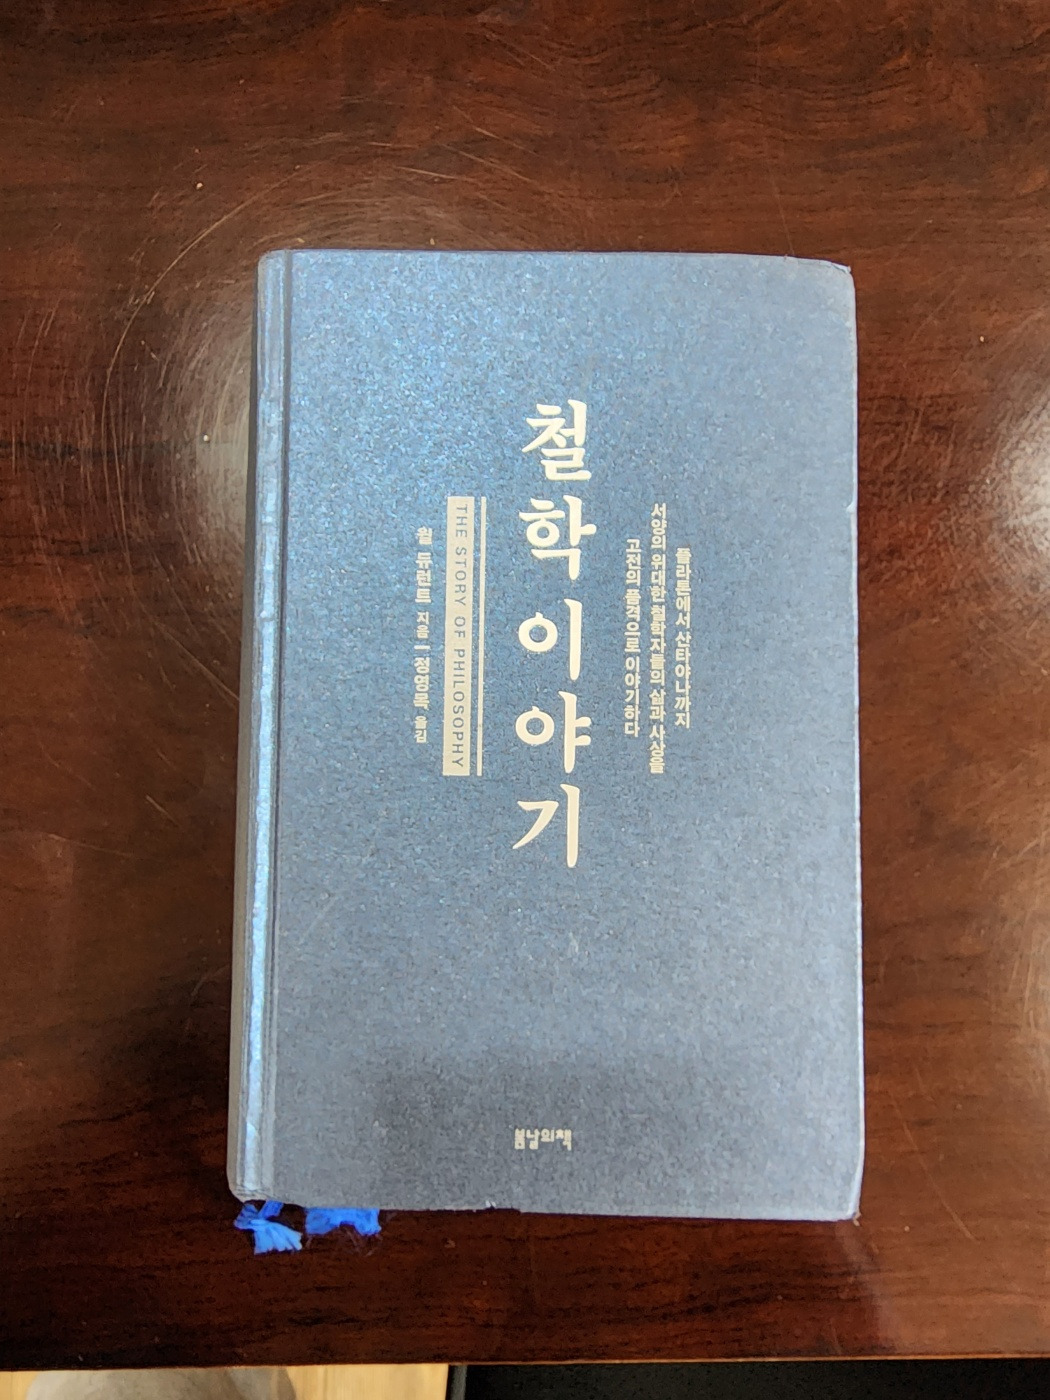 플라톤에서 산타야나까지
서양의 위대한 철학자들의 삶과 사상을
고전의 품격으로 이야기하다
철학이야기
THE STORY OF PHILOSOPHY
윌 듀런트 지음 | 정영목 옮김
봄날의책